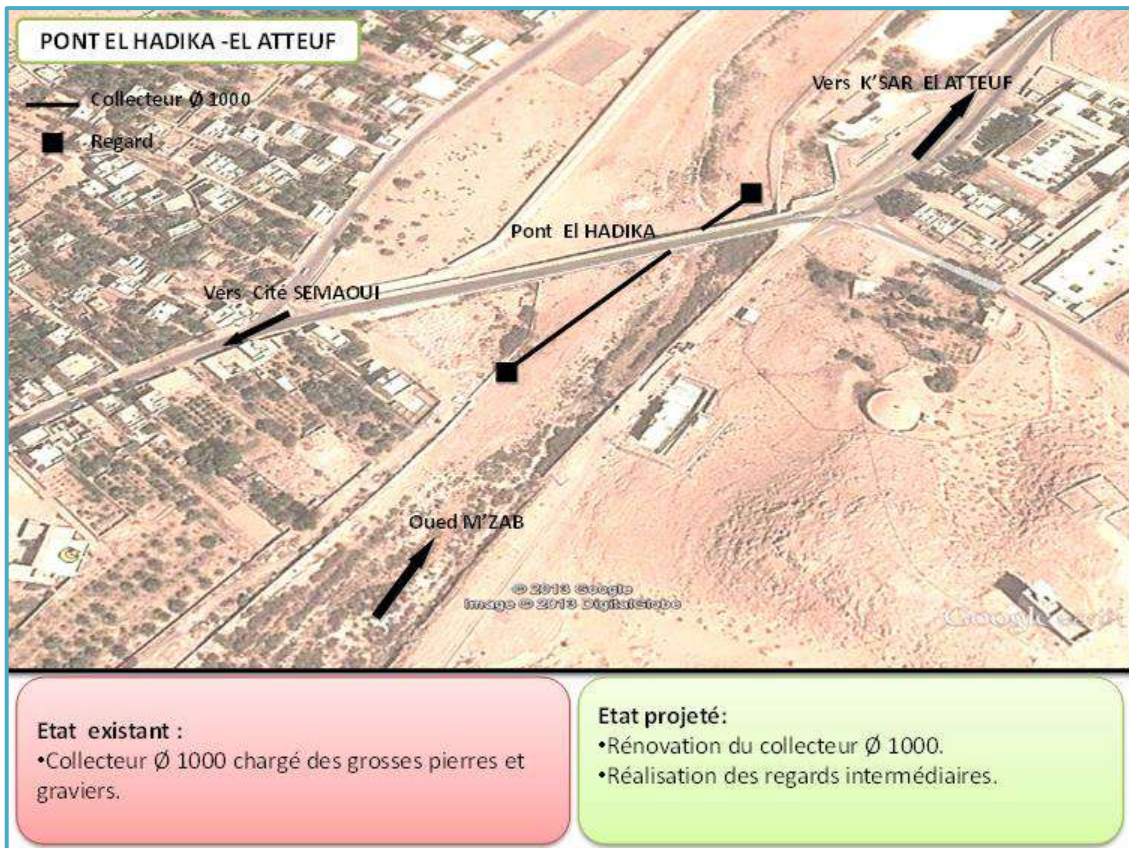 PONT EL HADIKA -EL ATTEUF
Collecteur Ø 1000
Regard
Vers K'SAR El ATTEUF
Pont El HADIKA
Vers Cité SEMAOUI
Oued M'ZAB
© 2013 Google
Image © 2013 DigitalGlobe
Google earth
Etat existant :
•Collecteur Ø 1000 chargé des grosses pierres et
graviers.
Etat projeté:
•Rénovation du collecteur Ø 1000.
•Réalisation des regards intermédiaires.